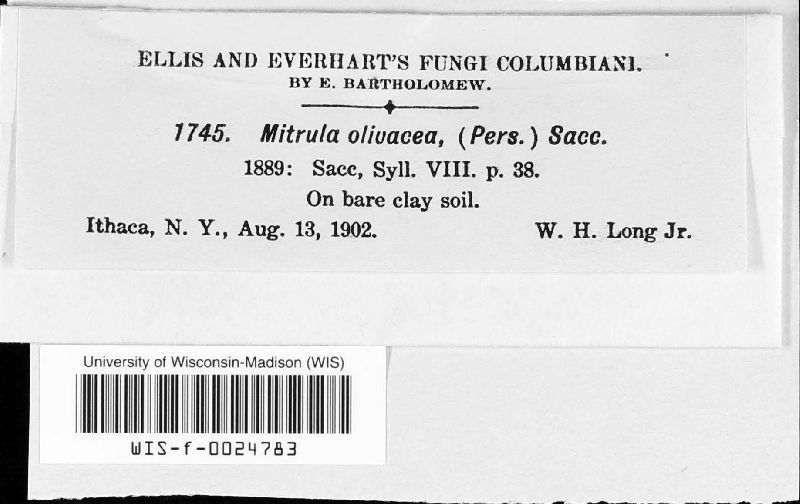 ELLIS AND EVERHART'S FUNGI COLUMBIANI.
BY E. BARTHOLOMEW.
1745. Mitrula olivacea, (Pers.) Sacc.
1889: Sacc, Syll. VIII. p. 38.
On bare clay soil.
Ithaca, N. Y., Aug. 13, 1902. W. H. Long Jr.
University of Wisconsin-Madison (WIS)
WIS-f-0024783